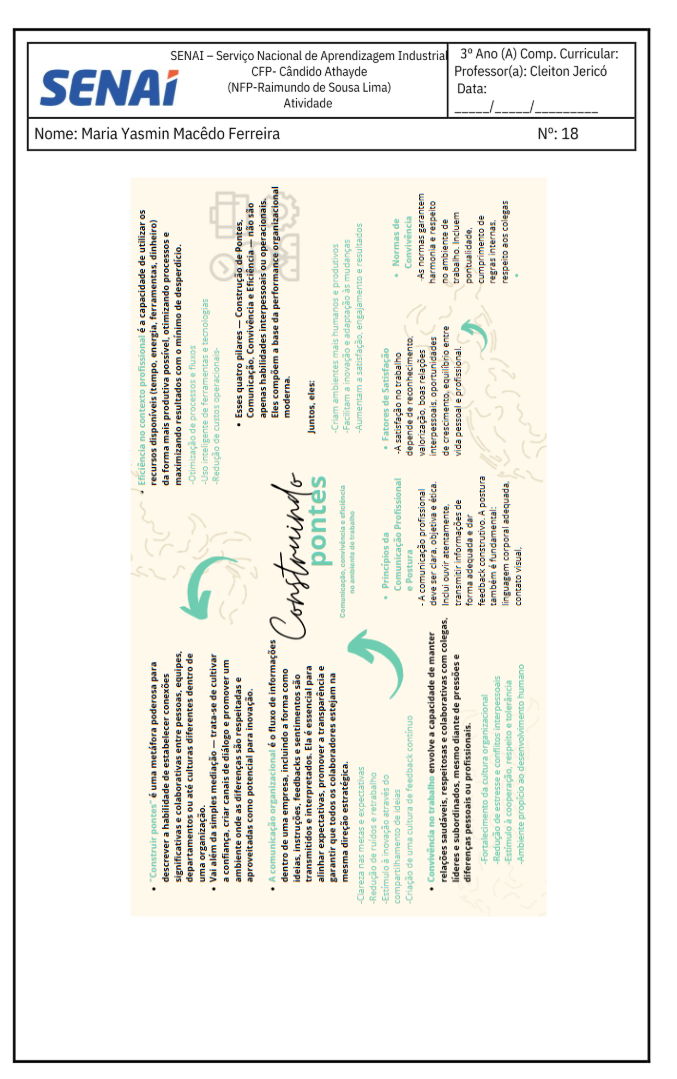 SENAI
SENAI – Serviço Nacional de Aprendizagem Industrial
CFP- Cândido Athayde
(NFP-Raimundo de Sousa Lima)
Atividade
3º Ano (A) Comp. Curricular:
Professor(a): Cleiton Jericó
Data:
_____/_____/_________
Nome: Maria Yasmin Macêdo Ferreira
Nº: 18
• "Construir pontes" é uma metáfora poderosa para
descrever a habilidade de estabelecer conexões
significativas e colaborativas entre pessoas, equipes,
departamentos ou até culturas diferentes dentro de
uma organização.
• Vai além da simples mediação — trata-se de cultivar
a confiança, criar canais de diálogo e promover um
ambiente onde as diferenças são respeitadas e
aproveitadas como potencias para inovação.
• A comunicação organizacional é o fluxo de informações
dentro de uma empresa, incluindo a forma como
ideias, instruções, feedbacks e sentimentos são
transmitidos e interpretados. Ela é essencial para
alinhar expectativas, promover a transparência e
garantir que todos os colaboradores estejam na
mesma direção estratégica.
-Clareza nas metas e expectativas
-Redução de ruídos e retrabalho
-Estímulo à inovação através do
compartilhamento de ideias
-Criação de uma cultura de feedback contínuo
• Convivência no trabalho envolve a capacidade de manter
relações saudáveis, respeitosas e colaborativas com colegas,
líderes e subordinados, mesmo diante de pressões e
diferenças pessoais ou profissionais.
-Fortalecimento da cultura organizacional
-Redução de estresse e conflitos interpessoais
-Estímulo à cooperação, respeito e tolerância
-Ambiente propício ao desenvolvimento humano
Construindo
pontes
Comunicação, convivência e eficiência
no ambiente de trabalho
• Eficiência no contexto profissional é a capacidade de utilizar os
recursos disponíveis (tempo, energia, ferramentas, dinheiro)
da forma mais produtiva possível, otimizando processos e
maximizando resultados com o mínimo de desperdício.
-Otimização de processos e fluxos
-Uso inteligente de ferramentas e tecnologias
-Redução de custos operacionais-
• Esses quatro pilares — Construção de Pontes,
Comunicação, Convivência e Eficiência — não são
apenas habilidades interpessoais ou operacionais.
Eles compõem a base da performance organizacional
moderna.
Juntos, eles:
-Criam ambientes mais humanos e produtivos
-Facilitam a inovação e adaptação às mudanças
-Aumentam a satisfação, engajamento e resultados
• Princípios da
Comunicação Profissional
e Postura
- A comunicação profissional
deve ser clara, objetiva e ética.
Inclui ouvir atentamente,
transmitir informações de
forma adequada e dar
feedback construtivo. A postura
também é fundamental:
linguagem corporal adequada,
contato visual.
• Fatores de Satisfação
-A satisfação no trabalho
depende de reconhecimento,
valorização, boas relações
interpessoais, oportunidades
de crescimento, equilíbrio entre
vida pessoal e profissional.
• Normas de
Convivência
-As normas garantem
harmonia e respeito
no ambiente de
trabalho. Incluem
pontualidade,
cumprimento de
regras internas,
respeito aos colegas
•